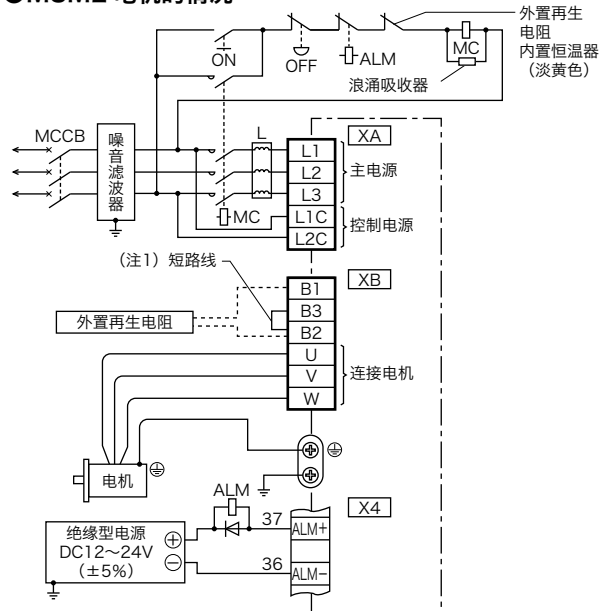 ●MSME 电机的情况
外置再生
电阻
内置恒温器
(淡黄色)
ON
OFF
ALM
MC
浪涌吸收器
MCCB
噪音滤波器
L
XA
L1
L2
L3
L1C
L2C
主电源
控制电源
MC
(注1) 短路线
XB
B1
B3
B2
U
V
W
外置再生电阻
连接电机
电机
ALM
X4
37
ALM+
36
ALM−
绝缘型电源
DC12～24V
(±5%)